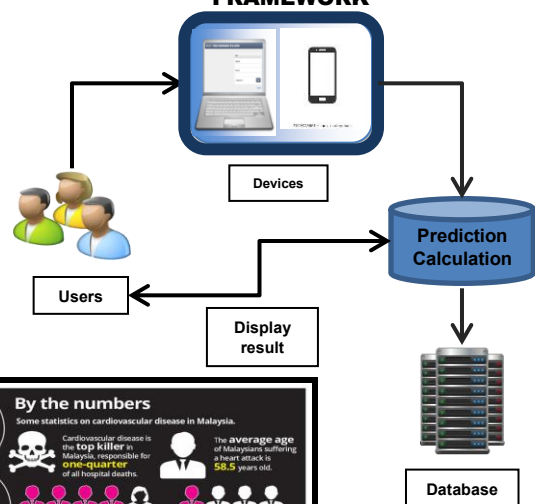 FRAMEWORK
Devices
Prediction
Calculation
Users
Display
result
Database
By the numbers
Some statistics on cardiovascular disease in Malaysia.
Cardiovascular disease is
the top killer in
Malaysia, responsible for
one-quarter
of all hospital deaths.
The average age
of Malaysians suffering
a heart attack is
58.5 years old.